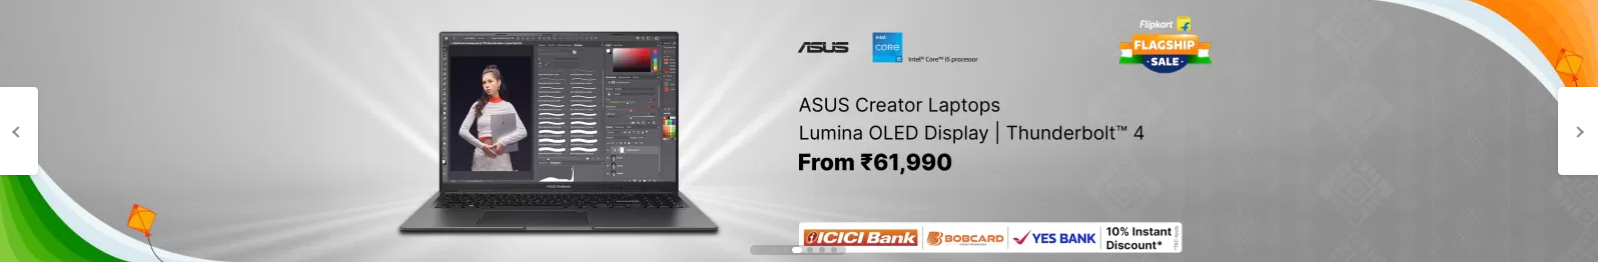 Flipkart
FLAGSHIP
SALE
ASUS
intel
CORE
i5
Intel® Core™ i5 processor
ASUS Creator Laptops
Lumina OLED Display | Thunderbolt™ 4
From ₹61,990
ICICI Bank
BOBCARD
YES BANK
10% Instant
Discount*